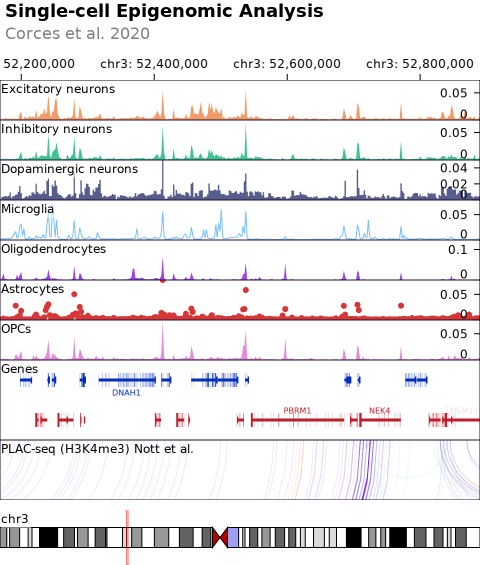 Single-cell Epigenomic Analysis
Corces et al. 2020
52,200,000 chr3: 52,400,000 chr3: 52,600,000 chr3: 52,800,000
Excitatory neurons 0.05
0
Inhibitory neurons 0.05
0
Dopaminergic neurons 0.04
0.02
0
Microglia 0.05
0
Oligodendrocytes 0.1
0
Astrocytes 0.05
0
OPCs 0.05
0
Genes
DNAH1
PBRM1 NEK4
PLAC-seq (H3K4me3) Nott et al.
chr3